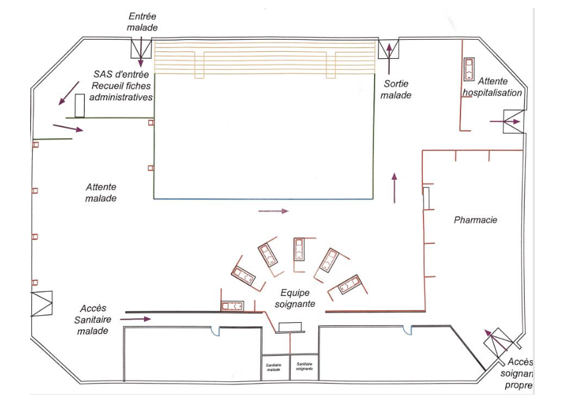 Entrée
malade
SAS d'entrée
Recueil fiches
administratives
Sortie
malade
Attente
hospitalisation
Attente
malade
Pharmacie
Equipe
soignante
Accès
Sanitaire
malade
Sanitaire
malade
Sanitaire
soignants
Accès
soignan
propre